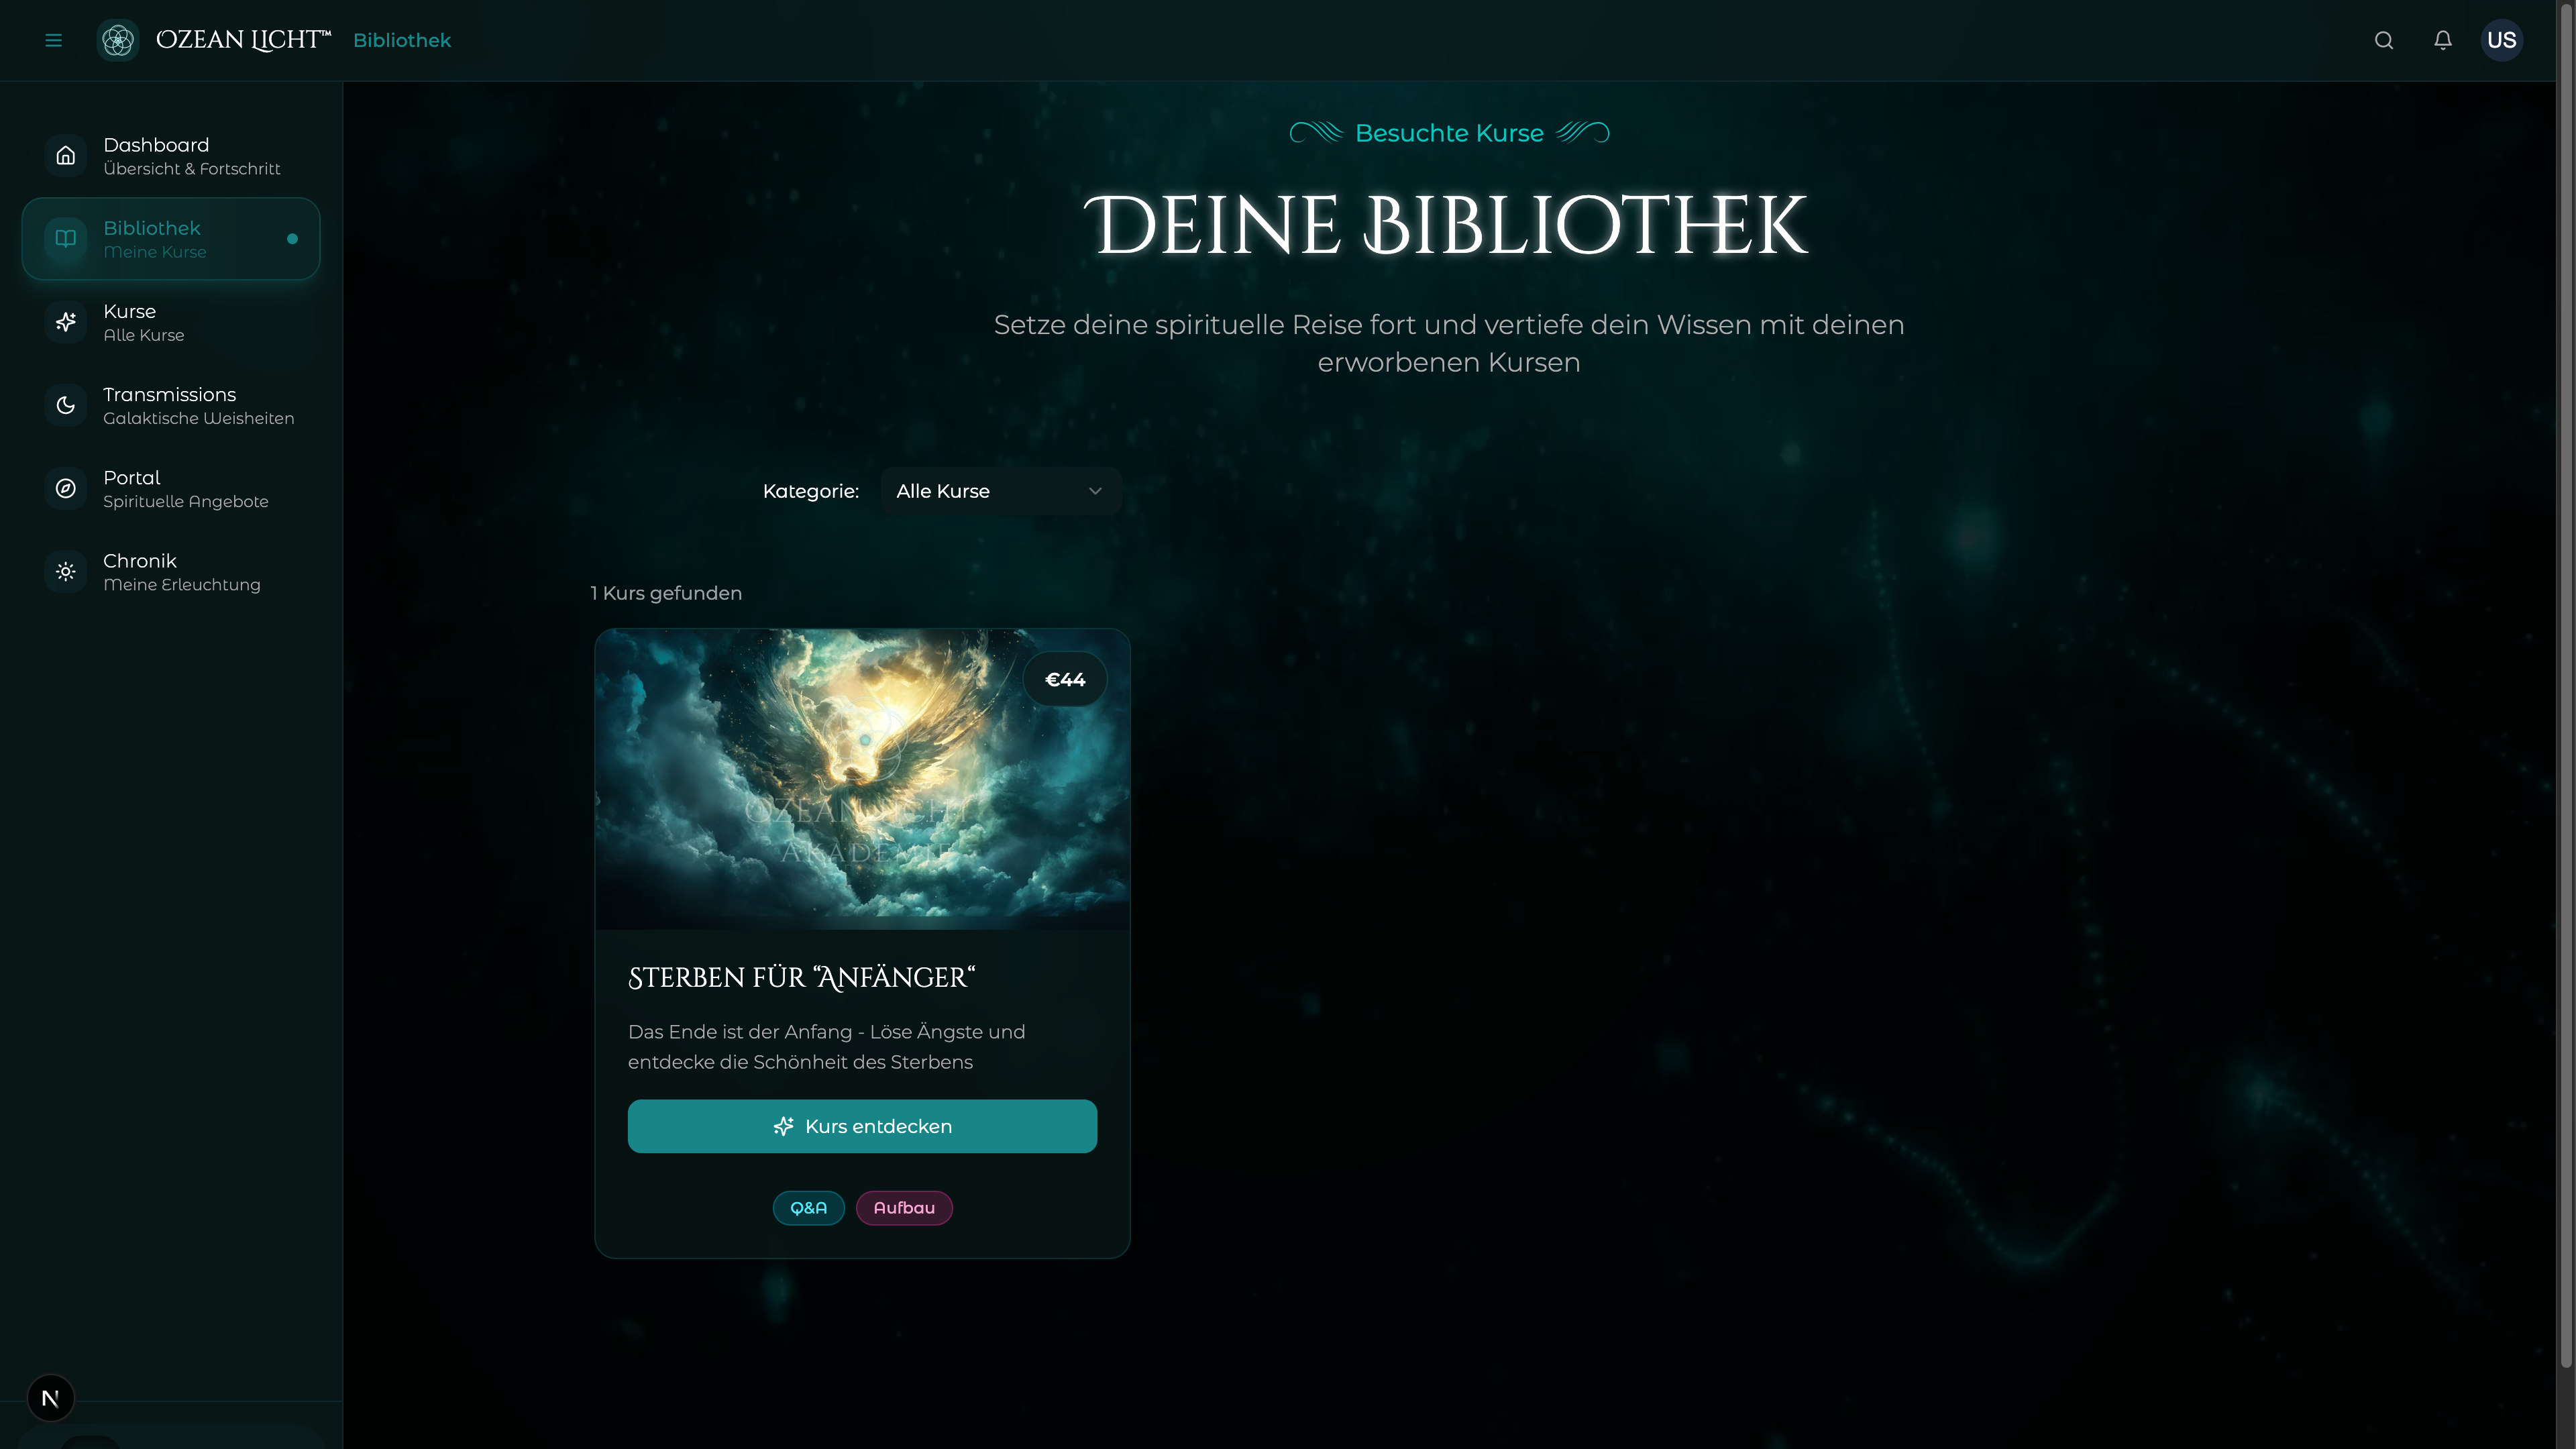 OZEAN LICHT™
Bibliothek
US
Dashboard
Übersicht & Fortschritt
Bibliothek
Meine Kurse
Kurse
Alle Kurse
Transmissions
Galaktische Weisheiten
Portal
Spirituelle Angebote
Chronik
Meine Erleuchtung
N
Besuchte Kurse
DEINE BIBLIOTHEK
Setze deine spirituelle Reise fort und vertiefe dein Wissen mit deinen
erworbenen Kursen
Kategorie:
Alle Kurse
1 Kurs gefunden
€44
OZEAN LICHT
AKADEMIE
STERBEN FÜR “ANFÄNGER“
Das Ende ist der Anfang - Löse Ängste und
entdecke die Schönheit des Sterbens
Kurs entdecken
Q&A
Aufbau